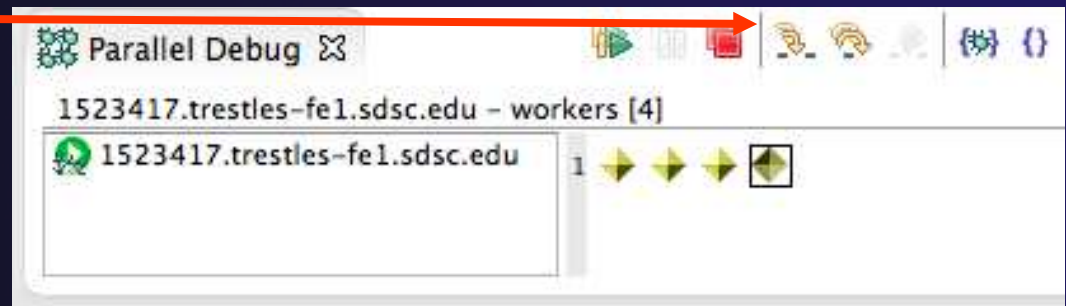 Parallel Debug
1523417.trestles-fe1.sdsc.edu - workers [4]
1523417.trestles-fe1.sdsc.edu
1